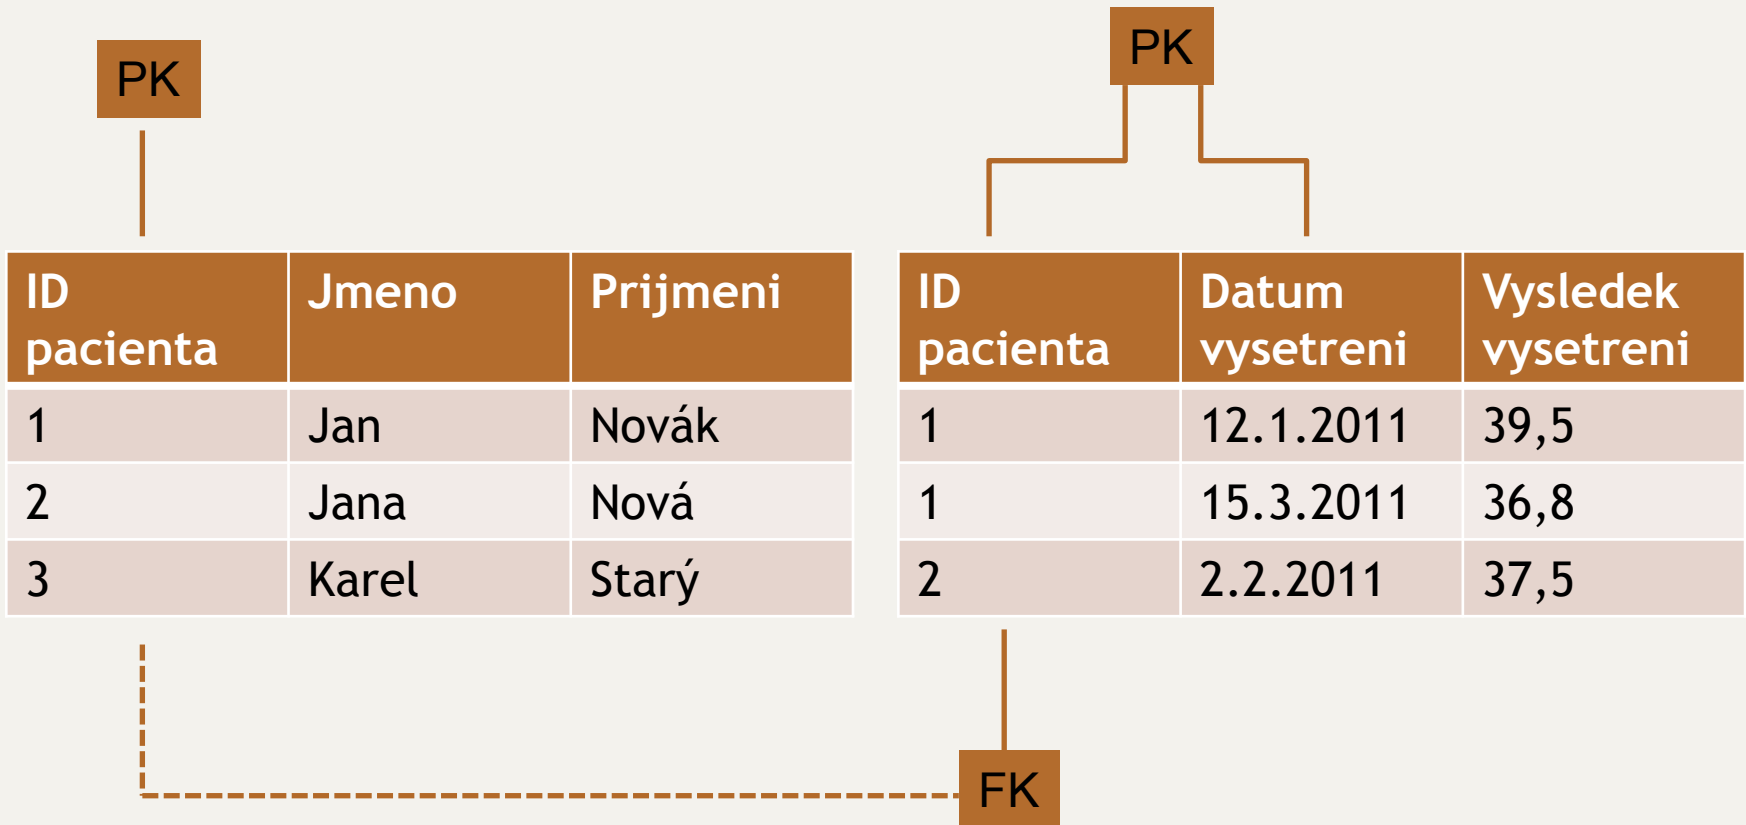 PK
PK
ID pacienta
Jmeno
Prijmeni
1
Jan
Novák
2
Jana
Nová
3
Karel
Starý
ID pacienta
Datum vysetreni
Vysledek vysetreni
1
12.1.2011
39,5
1
15.3.2011
36,8
2
2.2.2011
37,5
FK